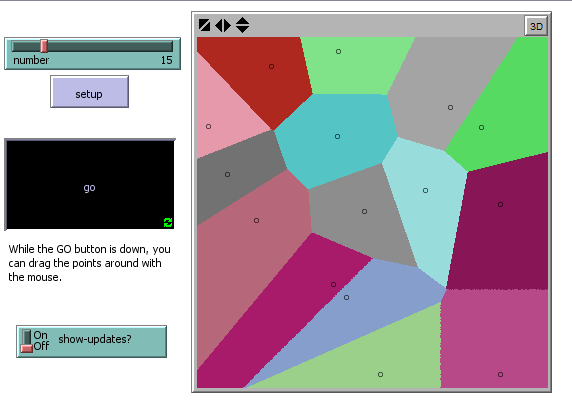 3D
number 15
setup
go
While the GO button is down, you
can drag the points around with
the mouse.
On
Off
show-updates?